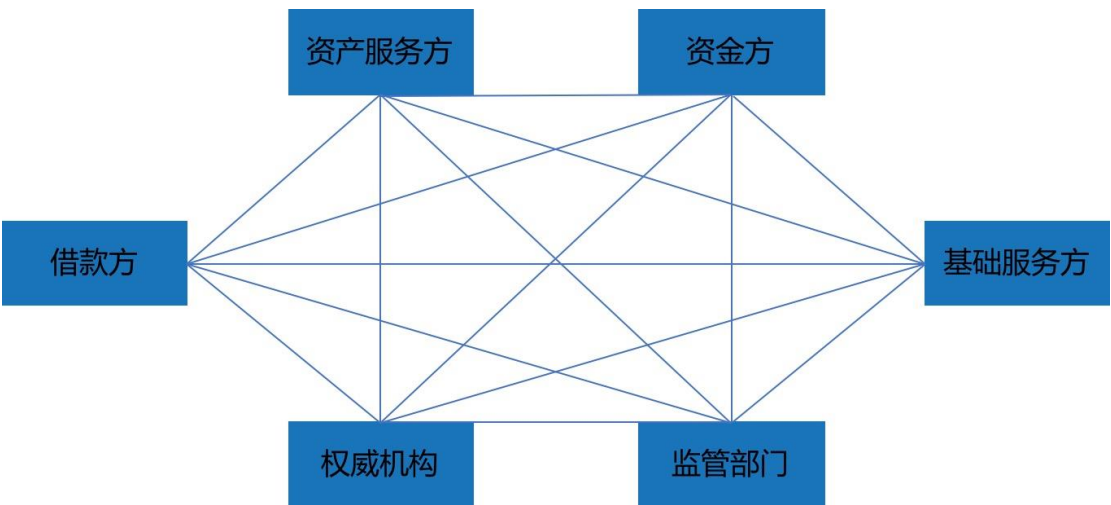 资产服务方
资金方
借款方
基础服务方
权威机构
监管部门